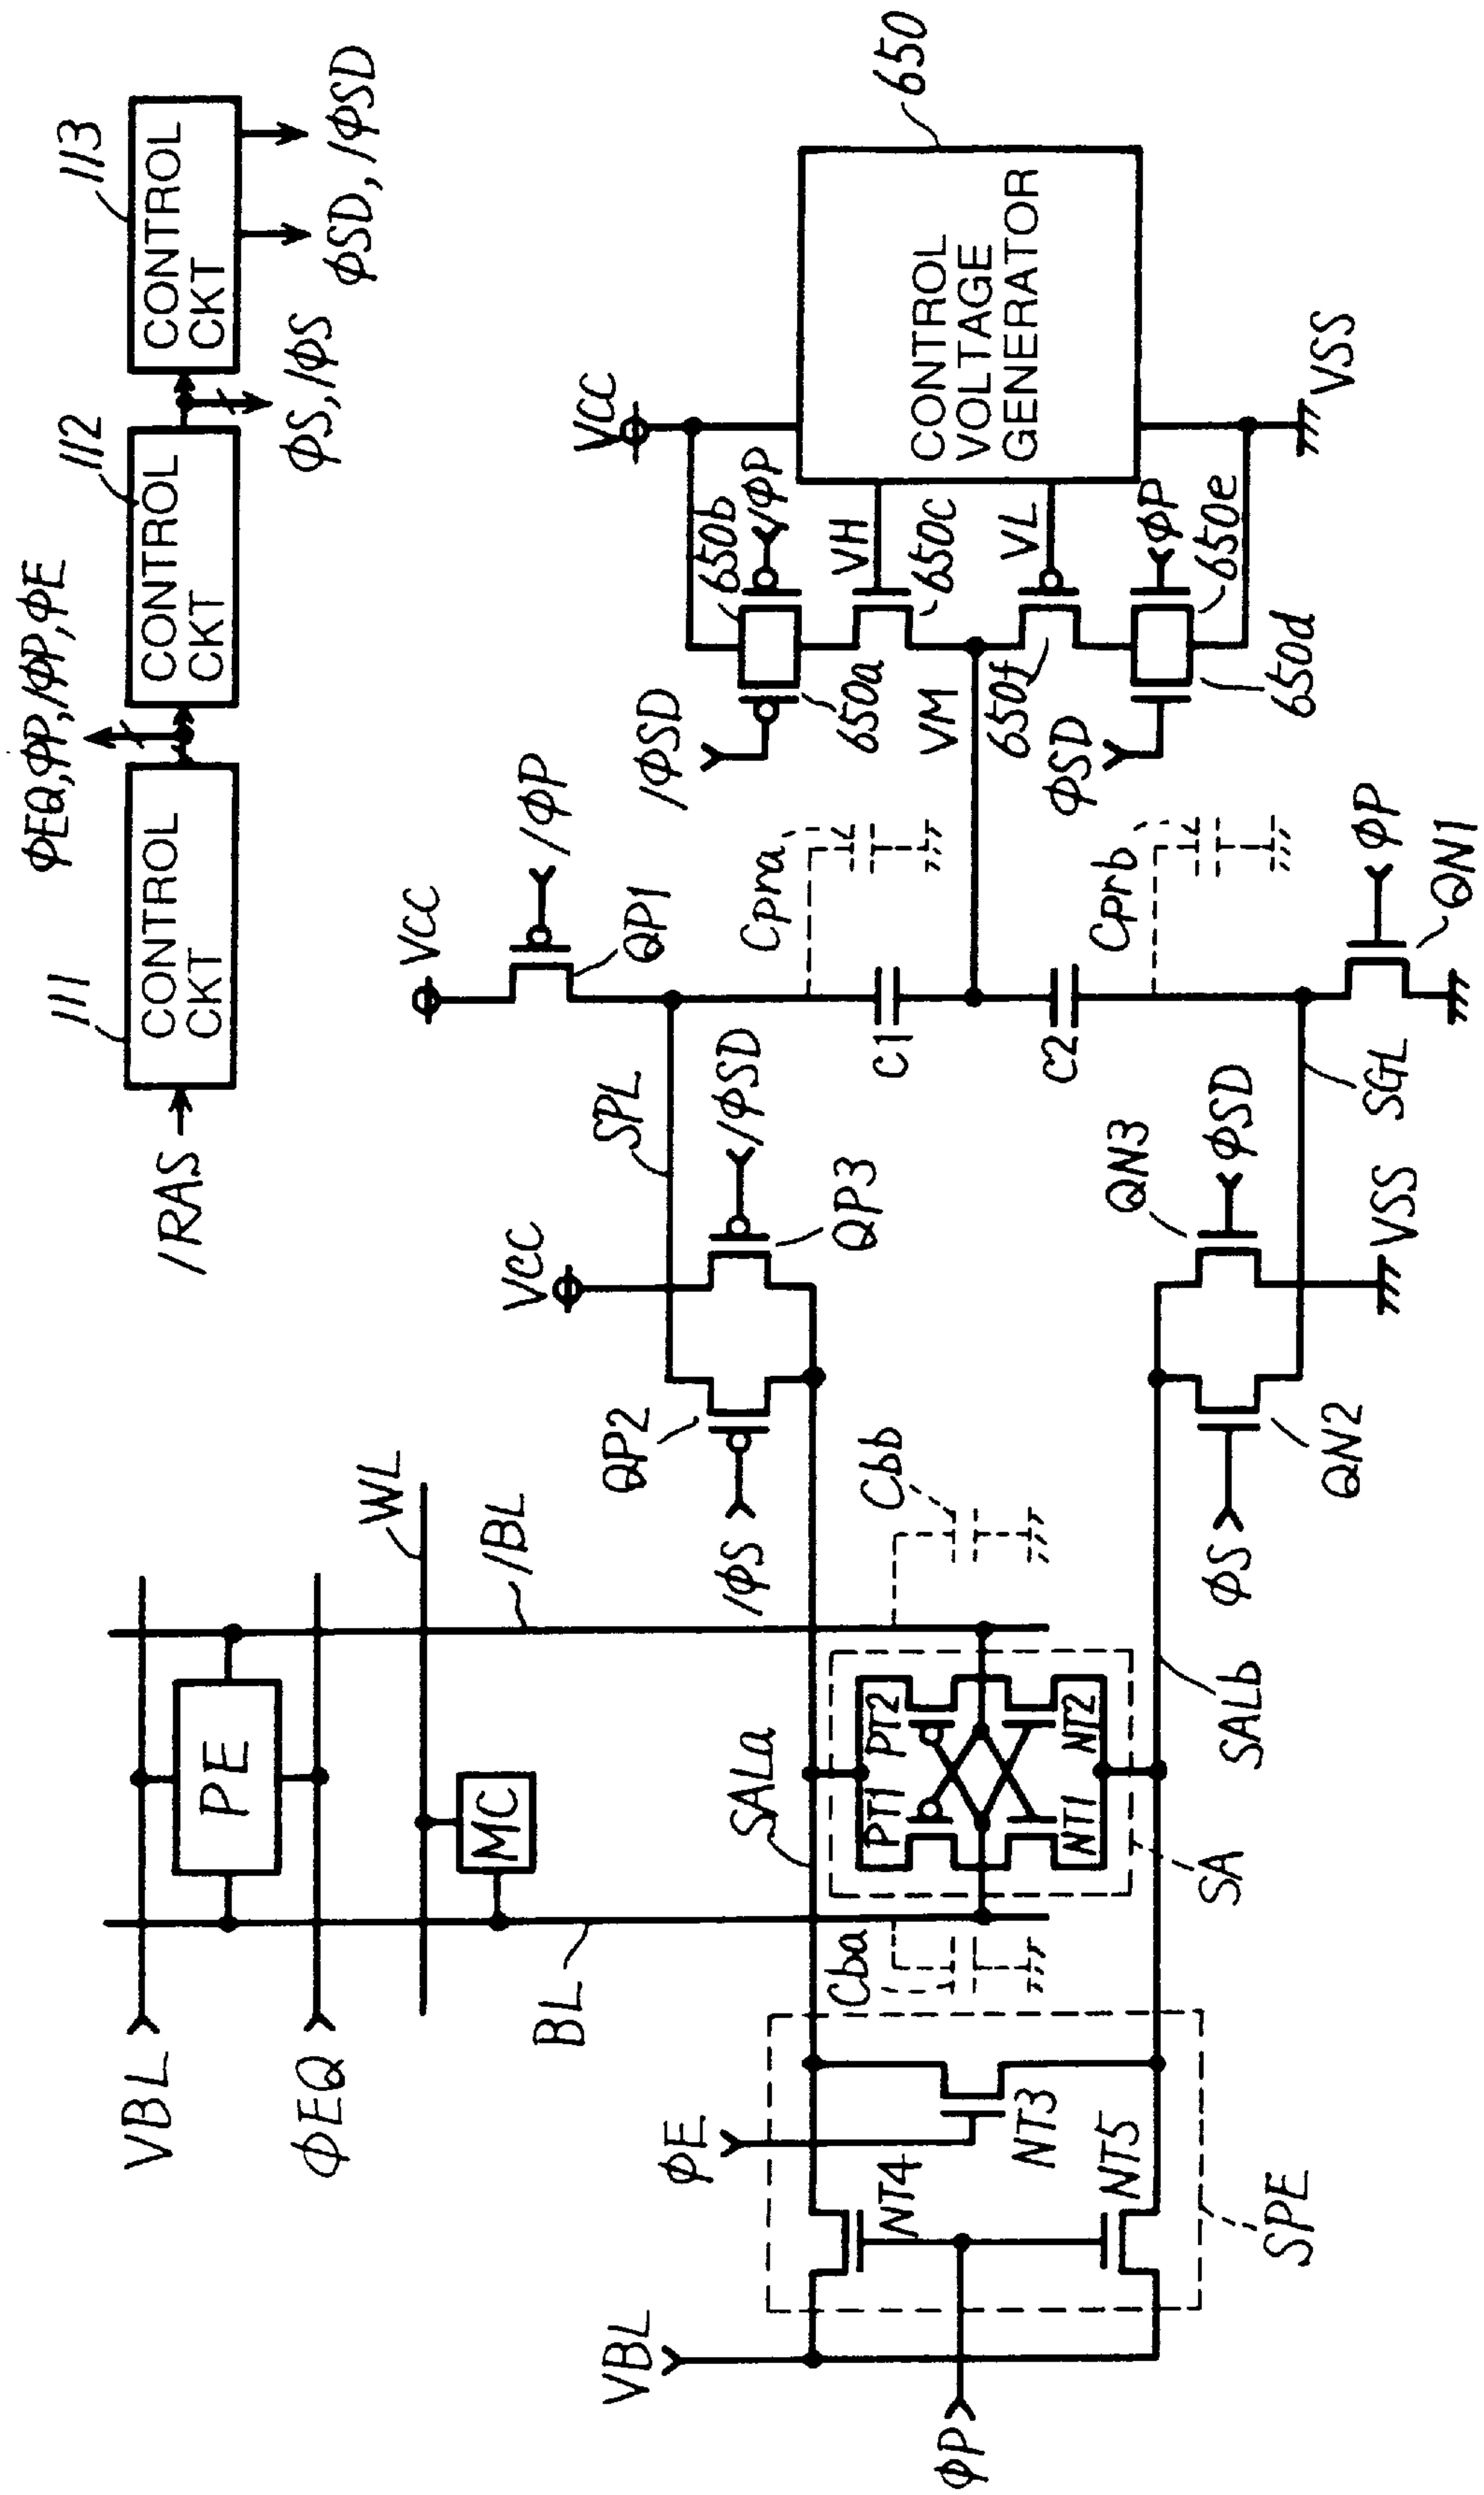 /RAS
111
CONTROL
CKT
φEQ,φP,/φP,φE
112
CONTROL
CKT
φS,/φS
113
CONTROL
CKT
φSD,/φSD
VBL
PE
φEQ
WL
MC
BL
/BL
Vcc
QP1
/φP
Vcc
SPL
QP2
/φS
QP3
/φSD
Vcc
650
CONTROL
VOLTAGE
GENERATOR
650b
/φP
/φSD
650a
VH
650c
VM
VL
650f
φSD
φP
650e
650d
VSS
Cpra
C1
C2
Cprb
φP
QN1
SGL
QN3
φSD
VSS
φS
QN2
SALa
Cba
Cbb
PT1
PT2
NT1
NT2
SA
SALb
φE
NT4
NT3
NT5
SPE
VBL
φP